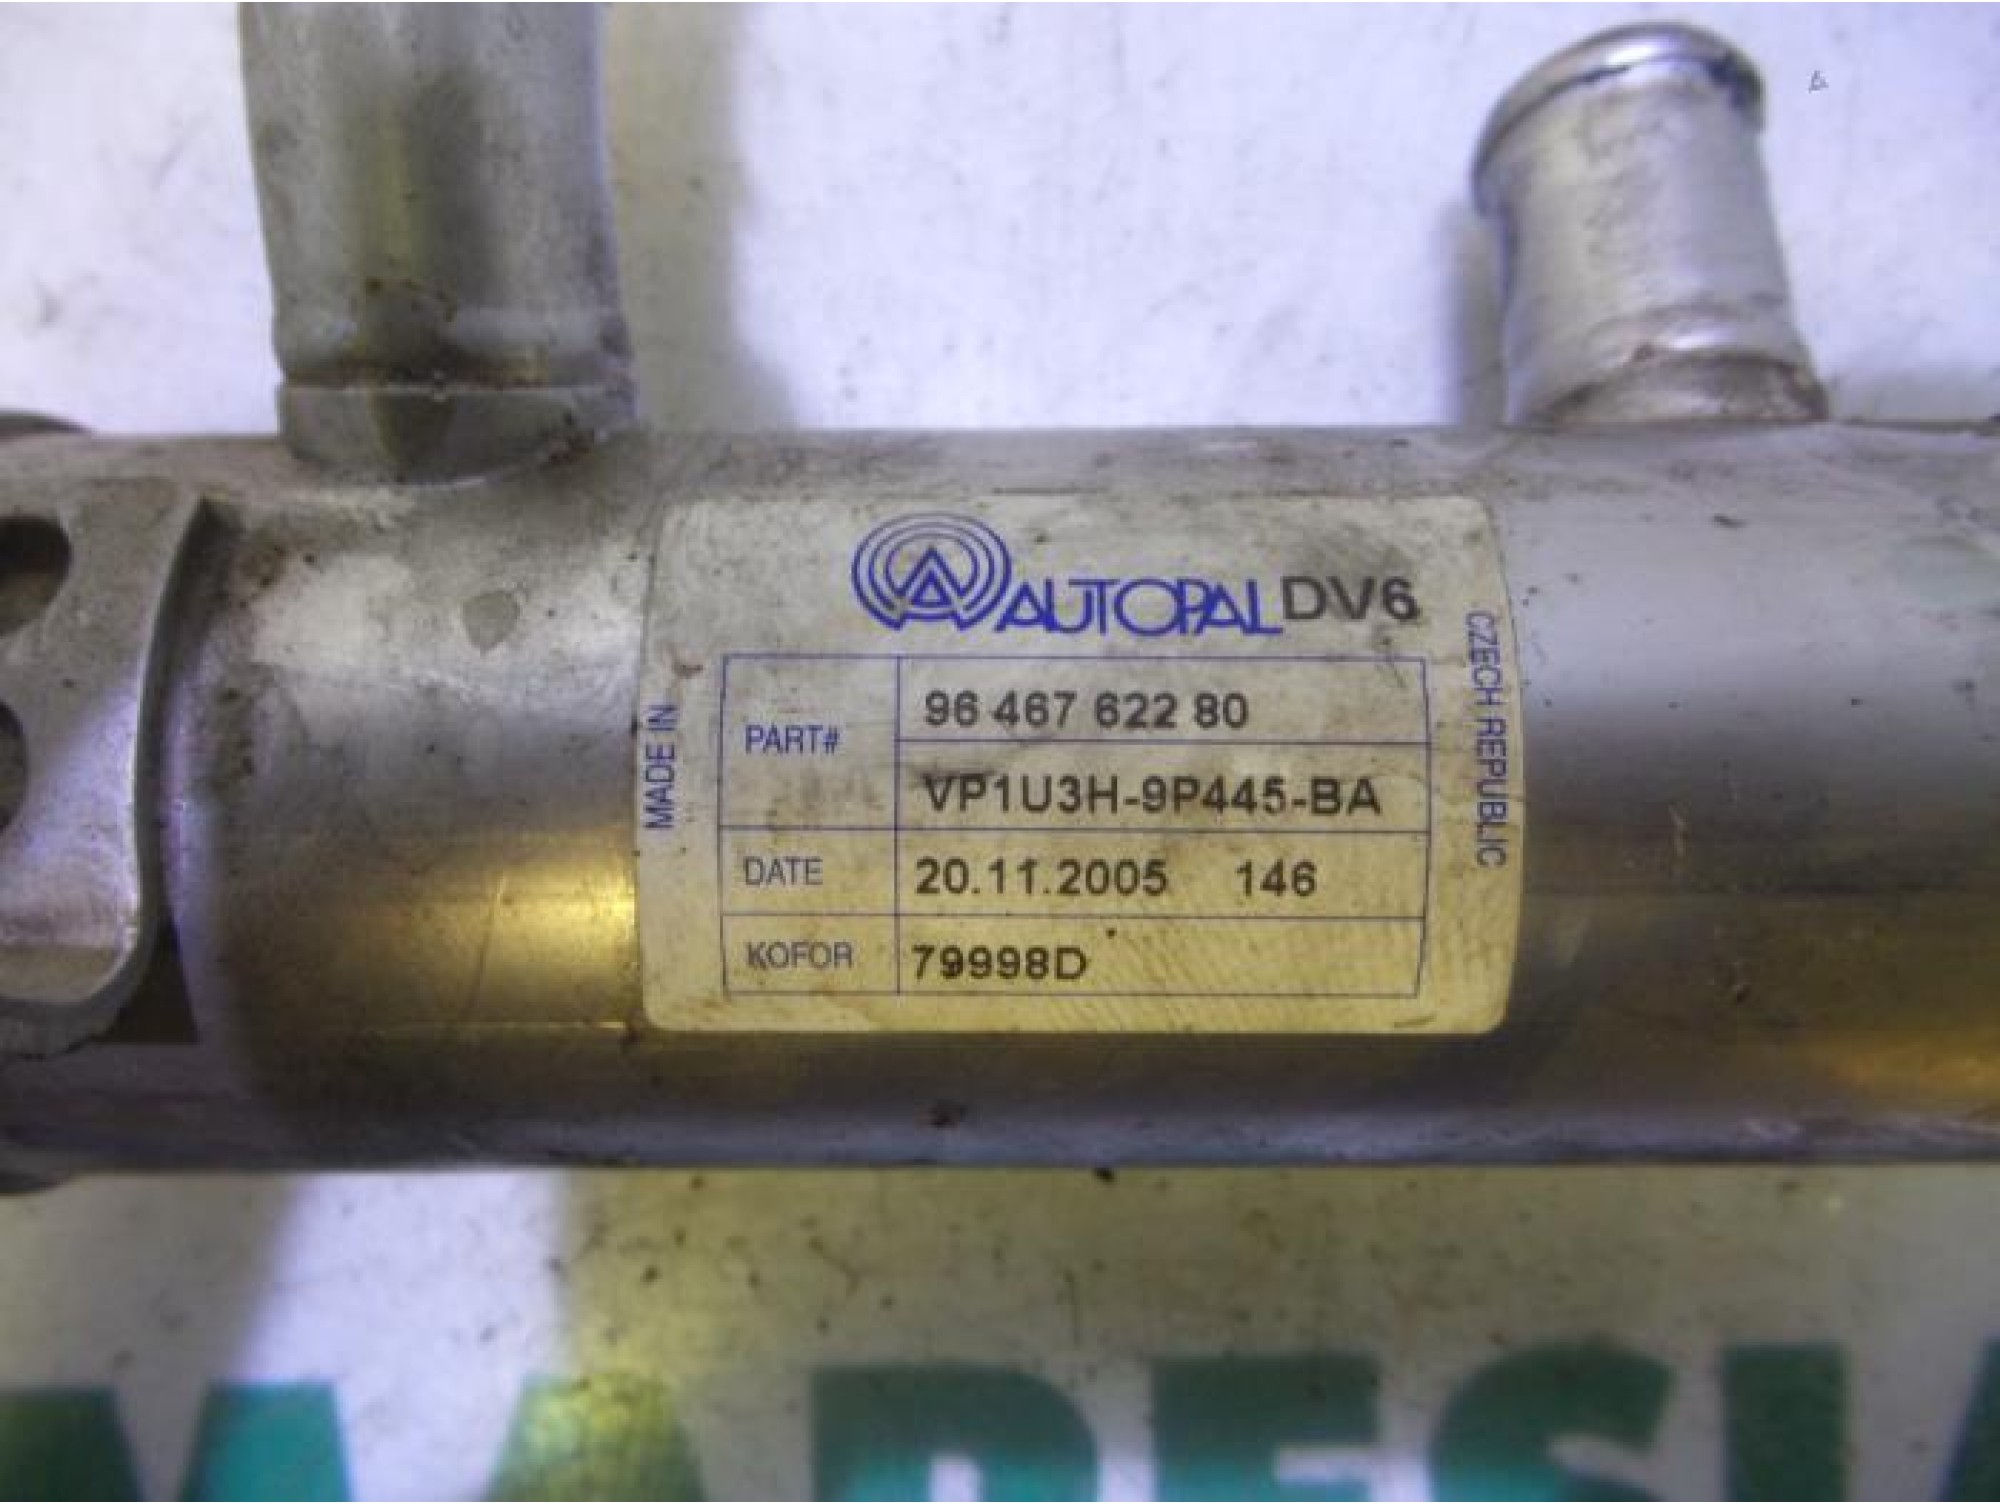 AUTOPAL DV6
MADE IN
CZECH REPUBLIC
PART# 96 467 622 80
VP1U3H-9P445-BA
DATE 20.11.2005 146
KOFOR 79998D